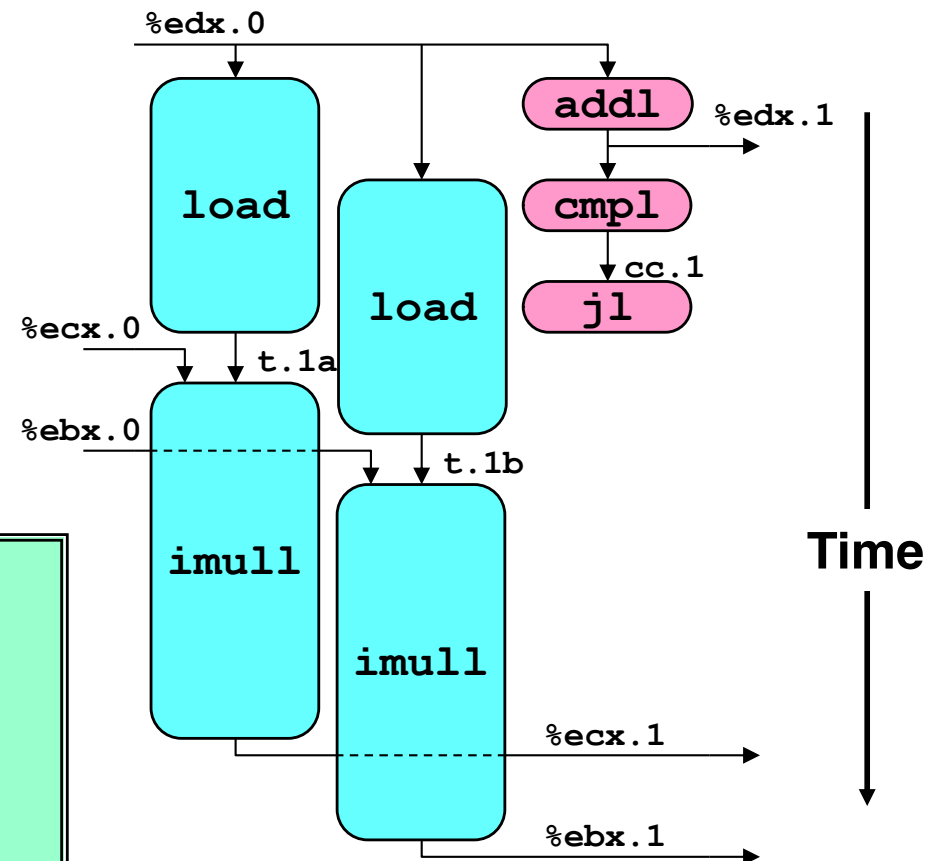 %edx.0
addl
%edx.1
load
cmpl
cc.1
load
jl
%ecx.0
t.1a
%ebx.0
t.1b
imull
Time
imull
%ecx.1
%ebx.1